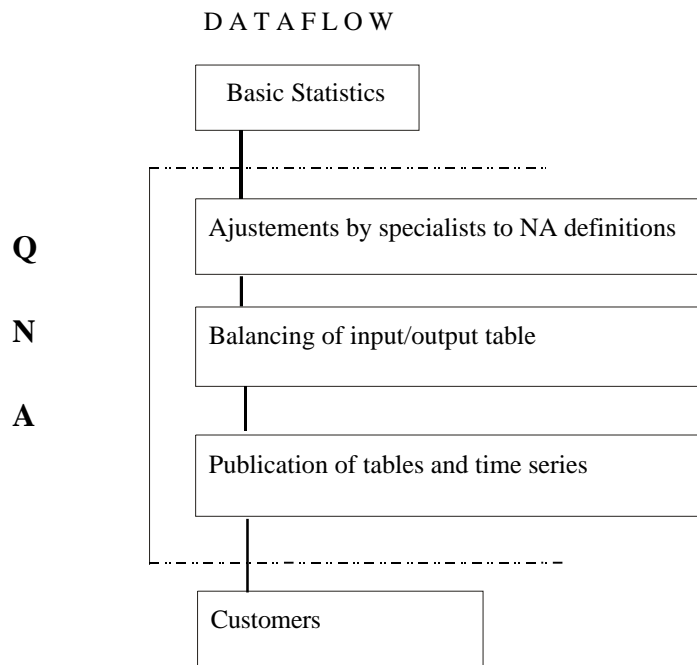 D A T A F L O W
Basic Statistics
Ajustements by specialists to NA definitions
Q
N
A
Balancing of input/output table
Publication of tables and time series
Customers